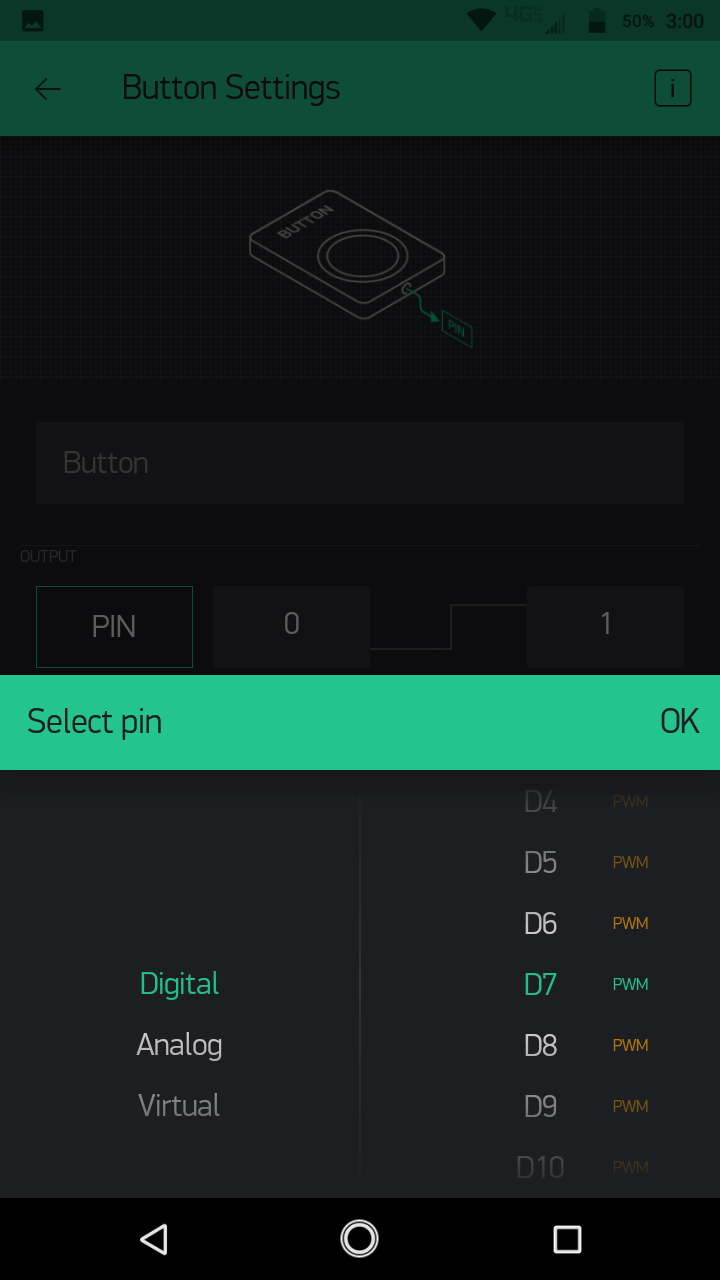 4G 50% 3:00
Button Settings i
BUTTON
PIN
Button
OUTPUT
PIN 0 1
Select pin OK
D4 PWM
D5 PWM
D6 PWM
Digital D7 PWM
Analog D8 PWM
Virtual D9 PWM
D10 PWM